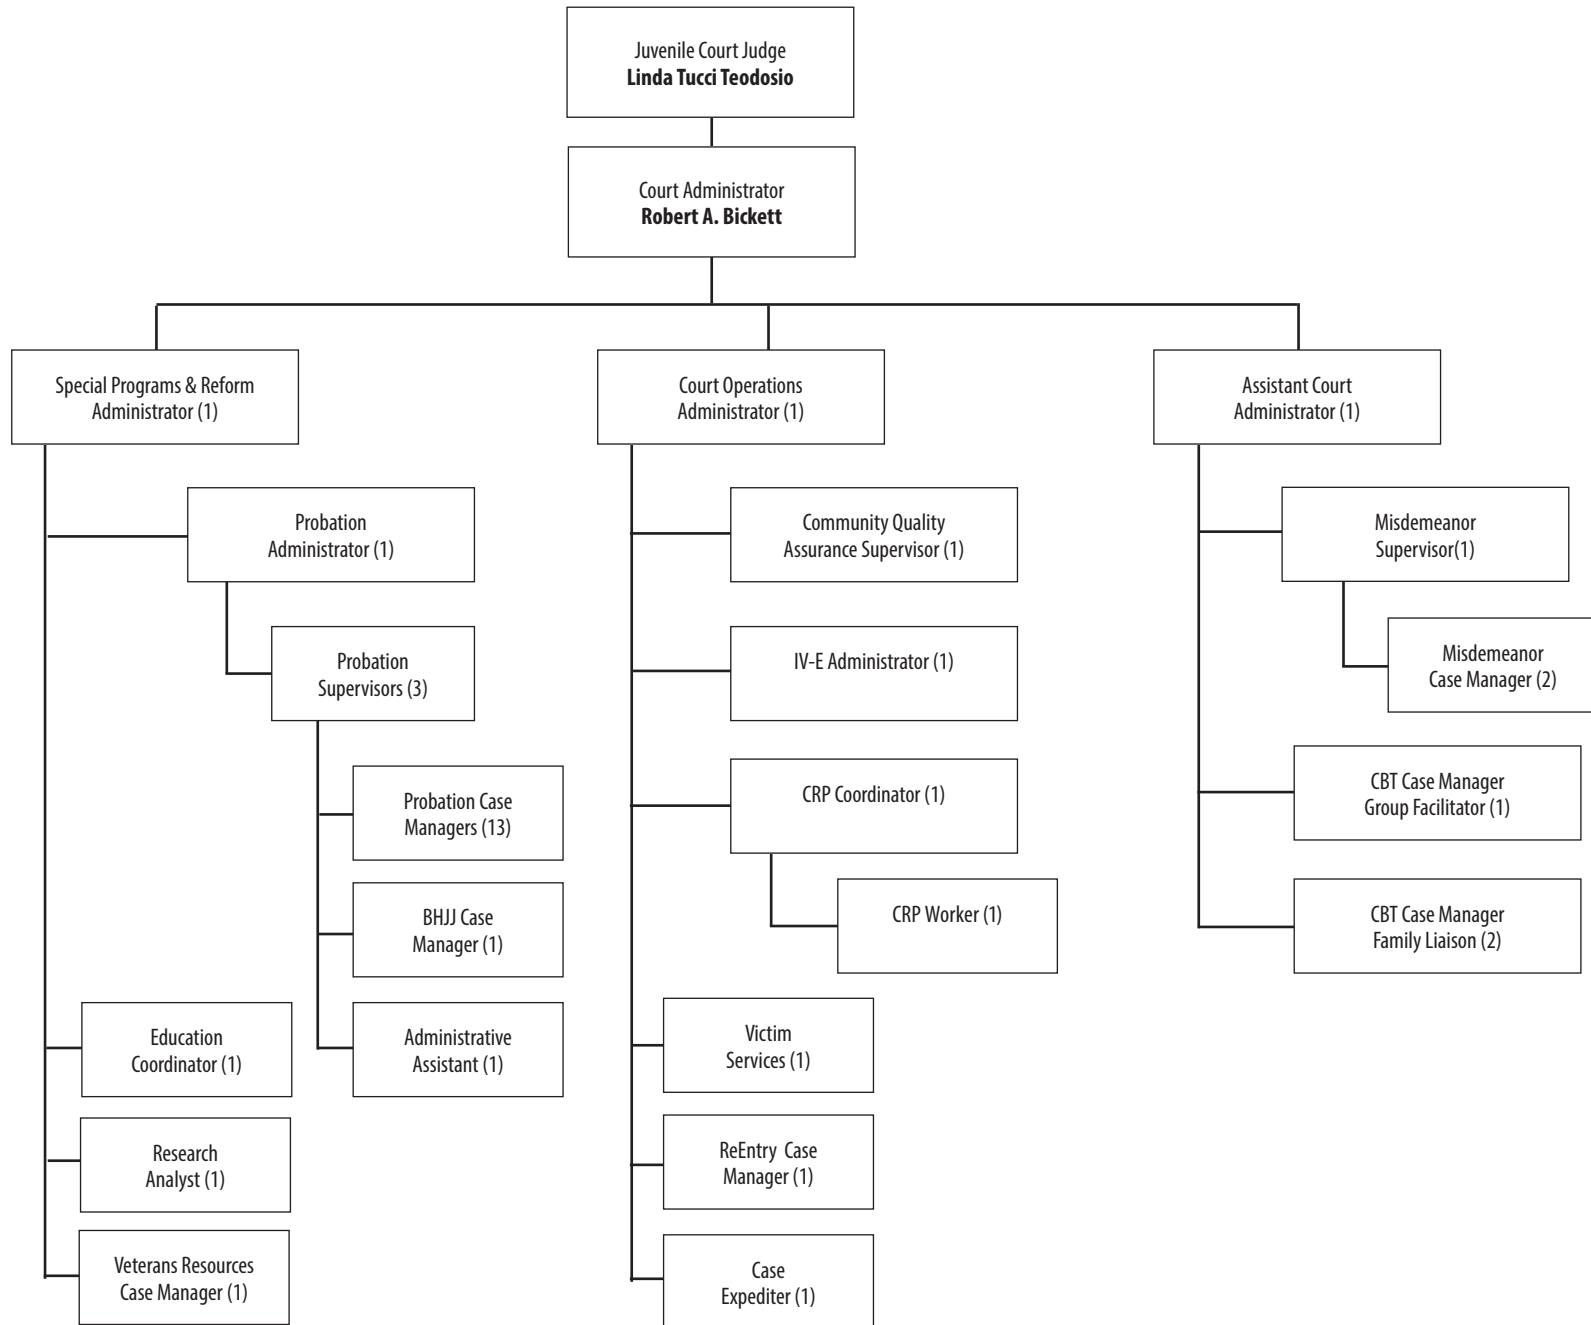 Juvenile Court Judge
Linda Tucci Teodosio
Court Administrator
Robert A. Bickett
Special Programs & Reform
Administrator (1)
Probation
Administrator (1)
Probation
Supervisors (3)
Probation Case
Managers (13)
BHJJ Case
Manager (1)
Administrative
Assistant (1)
Education
Coordinator (1)
Research
Analyst (1)
Veterans Resources
Case Manager (1)
Court Operations
Administrator (1)
Community Quality
Assurance Supervisor (1)
IV-E Administrator (1)
CRP Coordinator (1)
CRP Worker (1)
Victim
Services (1)
ReEntry Case
Manager (1)
Case
Expediter (1)
Assistant Court
Administrator (1)
Misdemeanor
Supervisor(1)
Misdemeanor
Case Manager (2)
CBT Case Manager
Group Facilitator (1)
CBT Case Manager
Family Liaison (2)